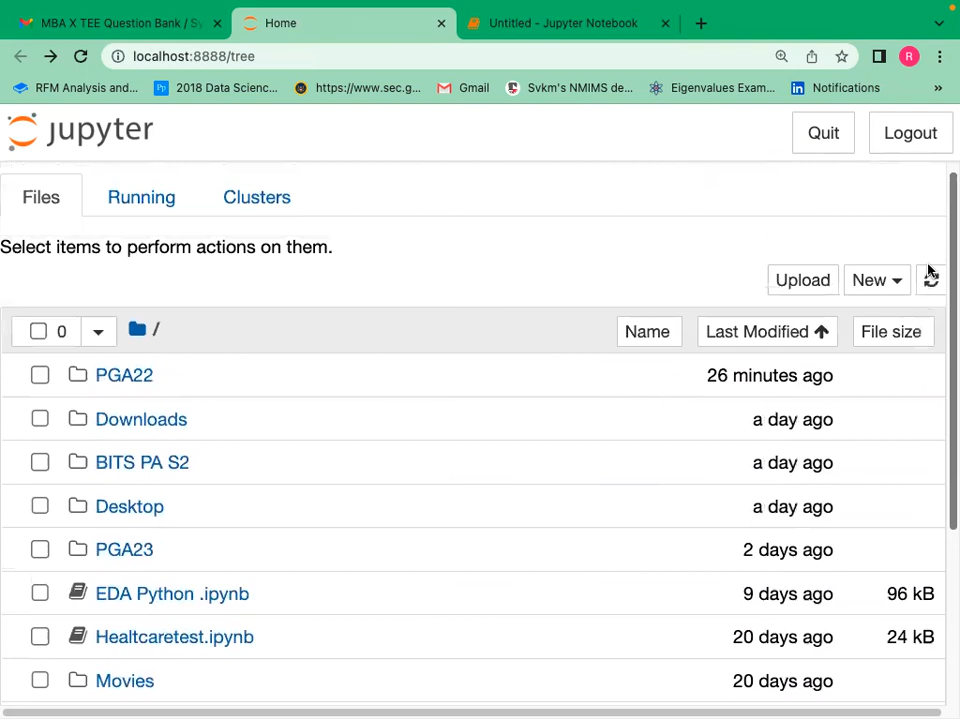 MBA X TEE Question Bank / Sy
Home
Untitled - Jupyter Notebook
localhost:8888/tree
R
RFM Analysis and...
2018 Data Scienc...
https://www.sec.g...
Gmail
Svkm's NMIMS de...
Eigenvalues Exam...
Notifications
»
jupyter
Quit
Logout
Files
Running
Clusters
Select items to perform actions on them.
Upload
New
0
/
Name
Last Modified
File size
PGA22
26 minutes ago
Downloads
a day ago
BITS PA S2
a day ago
Desktop
a day ago
PGA23
2 days ago
EDA Python .ipynb
9 days ago
96 kB
Healtcaretest.ipynb
20 days ago
24 kB
Movies
20 days ago